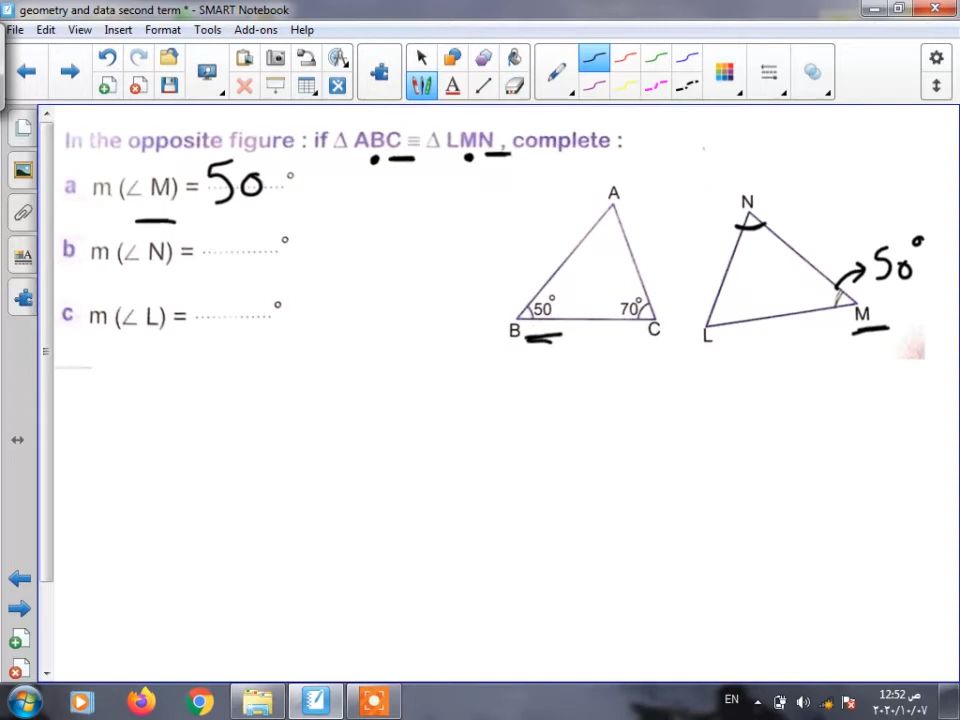 geometry and data second term * - SMART Notebook
File Edit View Insert Format Tools Add-ons Help
In the opposite figure : if Δ ABC ≡ Δ LMN , complete :
a m (∠ M) = 50 °
b m (∠ N) = ............ °
c m (∠ L) = ............ °
A
50°
70°
B
C
N
50°
M
L
EN
12:52 ص
٢٠٢٠/١٠/٠٧